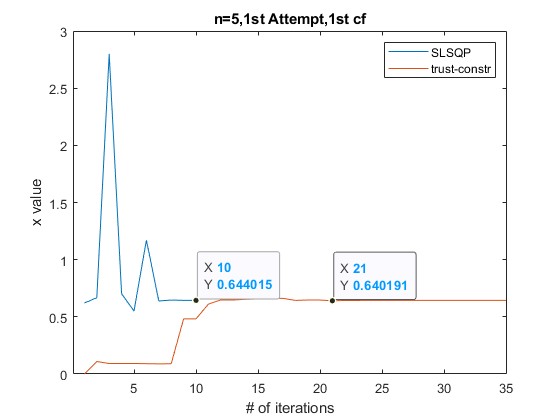 n=5,1st Attempt,1st cf
3
2.5
2
1.5
1
0.5
0
x value
SLSQP
trust-constr
X 10
Y 0.644015
X 21
Y 0.640191
5 10 15 20 25 30 35
# of iterations